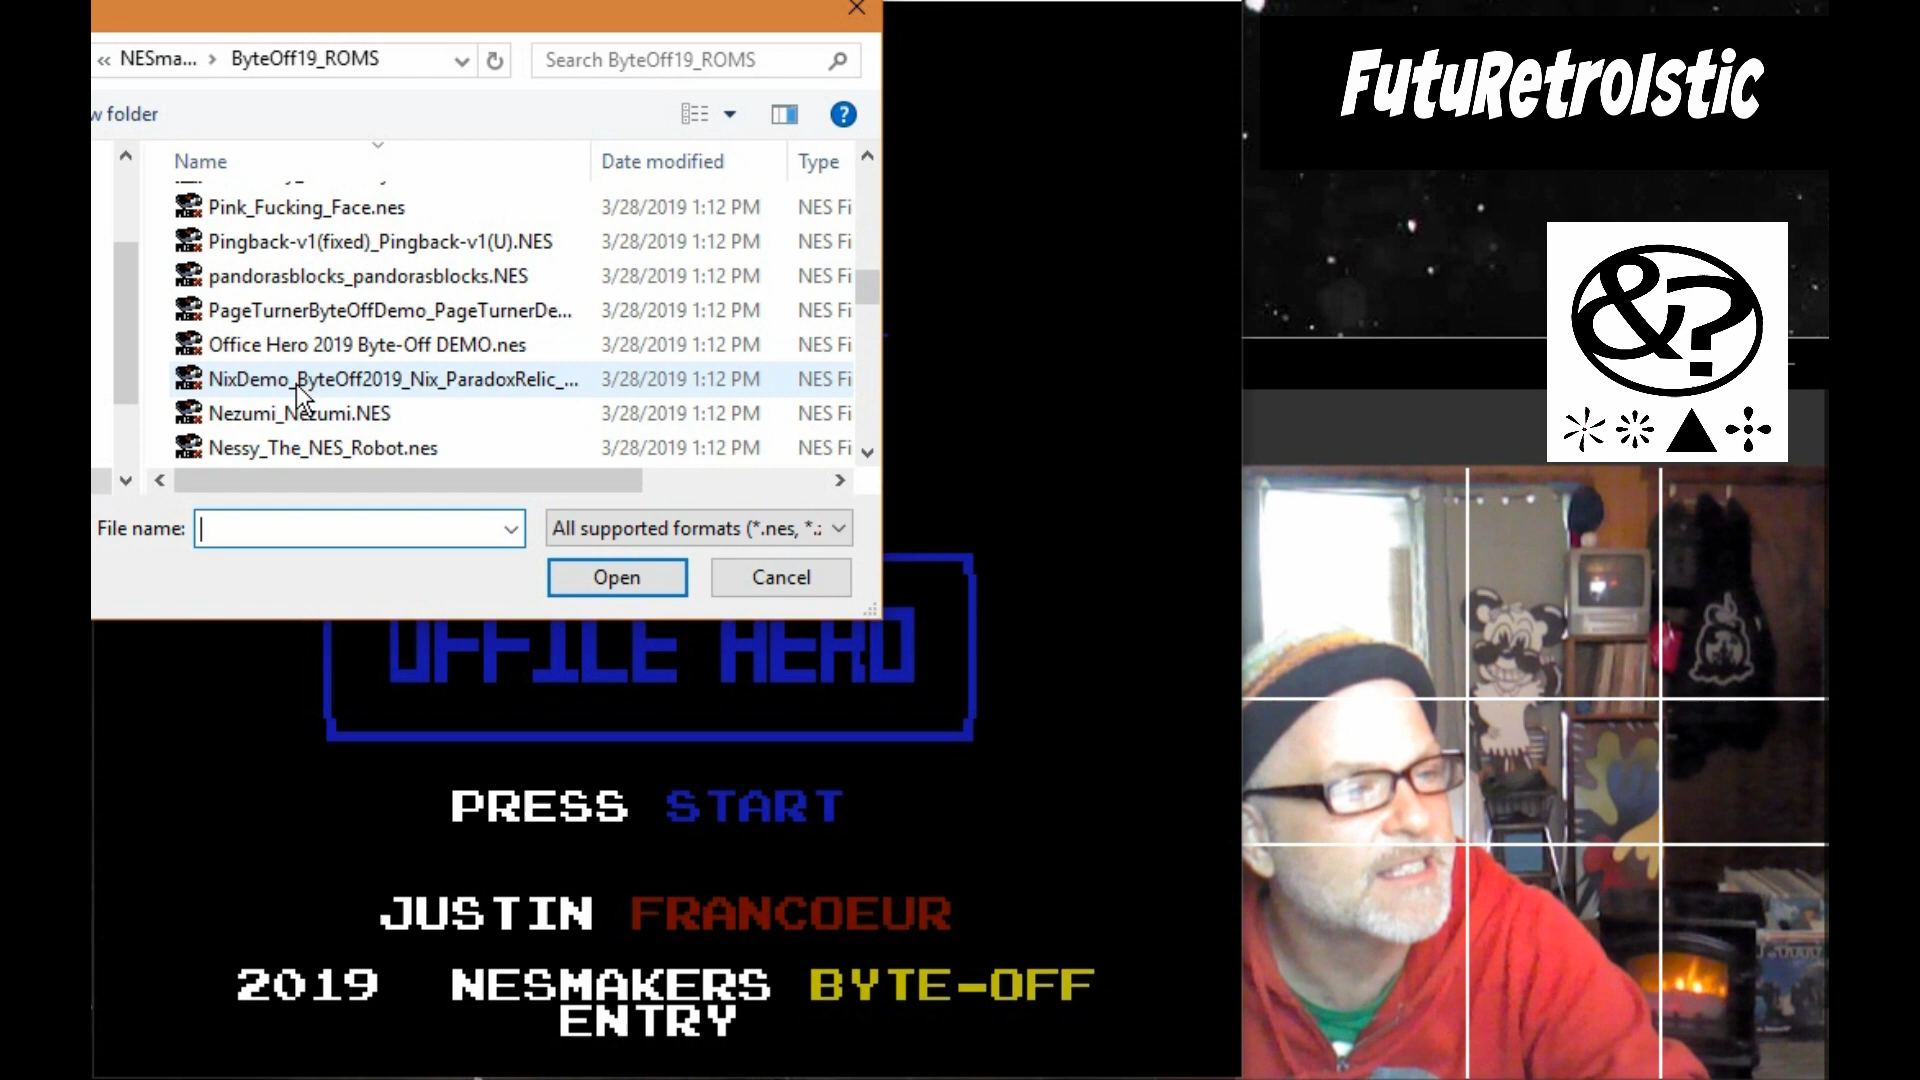 « NESma... > ByteOff19_ROMS
Search ByteOff19_ROMS
w folder
?
Name Date modified Type
Pink_Fucking_Face.nes 3/28/2019 1:12 PM NES Fi
Pingback-v1(fixed)_Pingback-v1(U).NES 3/28/2019 1:12 PM NES Fi
pandorasblocks_pandorasblocks.NES 3/28/2019 1:12 PM NES Fi
PageTurnerByteOffDemo_PageTurnerDe... 3/28/2019 1:12 PM NES Fi
Office Hero 2019 Byte-Off DEMO.nes 3/28/2019 1:12 PM NES Fi
NixDemo_ByteOff2019_Nix_ParadoxRelic_... 3/28/2019 1:12 PM NES Fi
Nezumi_Nezumi.NES 3/28/2019 1:12 PM NES Fi
Nessy_The_NES_Robot.nes 3/28/2019 1:12 PM NES Fi
File name:
All supported formats (*.nes, *.:
Open Cancel
OFFICE HERO
PRESS START
JUSTIN FRANCOEUR
2019 NESMAKERS BYTE-OFF
ENTRY
FutuRetroIstic
&?